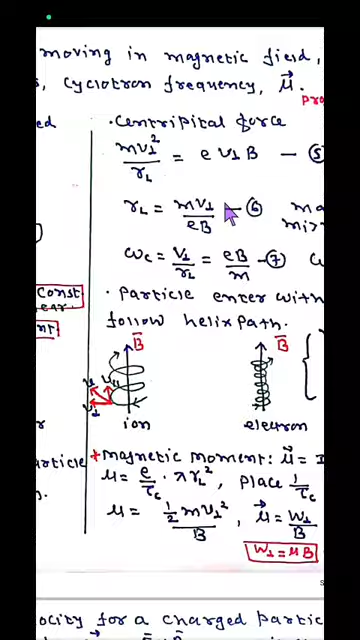 moving in magnetic field,
cyclotron frequency, μ⃗.
• Centripital force
mv⊥²/r_L = e v⊥ B — ⑤
r_L = mv⊥/eB — ⑥
ω_c = v⊥/r_L = eB/m — ⑦
const
• Particle enter with
follow helix path.
B̄
B̄
v⊥
ion
electron
* magnetic moment: μ⃗ =
μ = e/τ_c · πr_L², place 1/τ_c
μ = ½mv⊥²/B, μ⃗ = W⊥/B
W⊥ = μB
for a charged partic